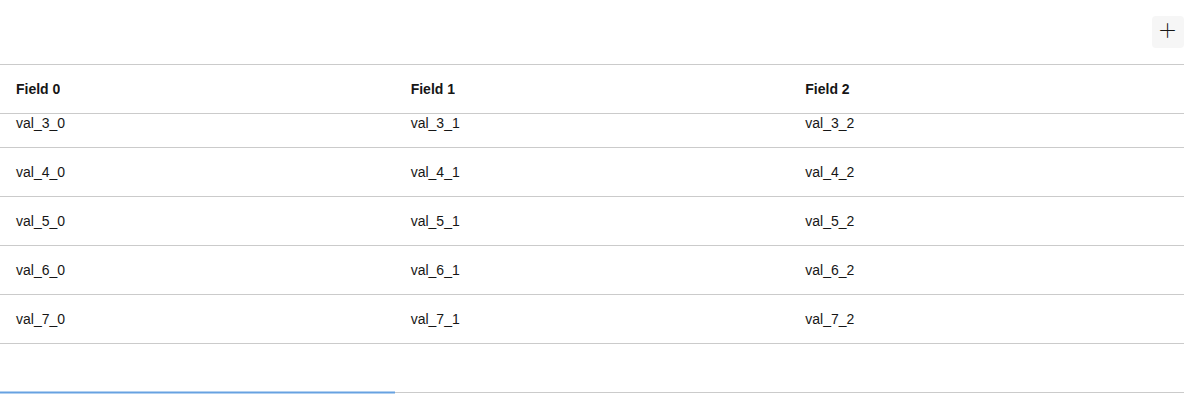 Field 0 Field 1 Field 2
val_3_0 val_3_1 val_3_2
val_4_0 val_4_1 val_4_2
val_5_0 val_5_1 val_5_2
val_6_0 val_6_1 val_6_2
val_7_0 val_7_1 val_7_2